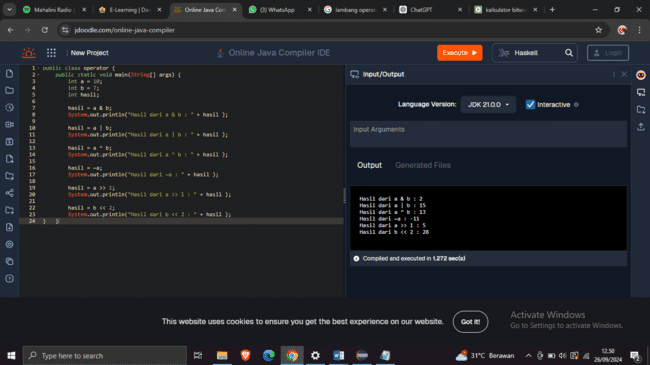 Mahalini Radio
E-Learning | Das
Online Java Com
(3) WhatsApp
lambang operat
ChatGPT
kalkulator bitwi
jdoodle.com/online-java-compiler
: New Project
Online Java Compiler IDE
Execute
Haskell
Login
1 public class operator {
2 public static void main(String[] args) {
3 int a = 10;
4 int b = 7;
5 int hasil;
6
7 hasil = a & b;
8 System.out.println("Hasil dari a & b : " + hasil );
9
10 hasil = a | b;
11 System.out.println("Hasil dari a | b : " + hasil );
12
13 hasil = a ^ b;
14 System.out.println("Hasil dari a ^ b : " + hasil );
15
16 hasil = ~a;
17 System.out.println("Hasil dari ~a : " + hasil );
18
19 hasil = a >> 1;
20 System.out.println("Hasil dari a >> 1 : " + hasil );
21
22 hasil = b << 2;
23 System.out.println("Hasil dari b << 2 : " + hasil );
24 } }
Input/Output
Language Version: JDK 21.0.0 Interactive
Input Arguments
Output Generated Files
Hasil dari a & b : 2
Hasil dari a | b : 15
Hasil dari a ^ b : 13
Hasil dari ~a : -11
Hasil dari a >> 1 : 5
Hasil dari b << 2 : 28
Compiled and executed in 1.272 sec(s)
This website uses cookies to ensure you get the best experience on our website.
Got it!
Activate Windows
Go to Settings to activate Windows.
Type here to search
31°C Berawan
12.50
26/09/2024
2